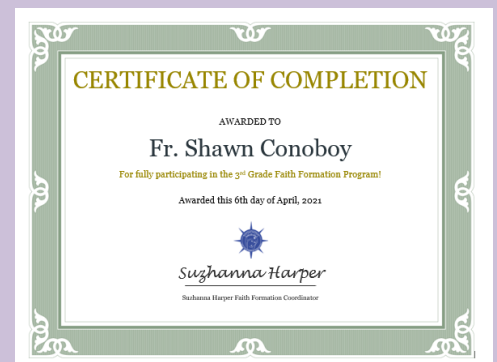 CERTIFICATE OF COMPLETION
AWARDED TO
Fr. Shawn Conoboy
For fully participating in the 3rd Grade Faith Formation Program!
Awarded this 6th day of April, 2021
Suzhanna Harper
Suzhanna Harper Faith Formation Coordinator